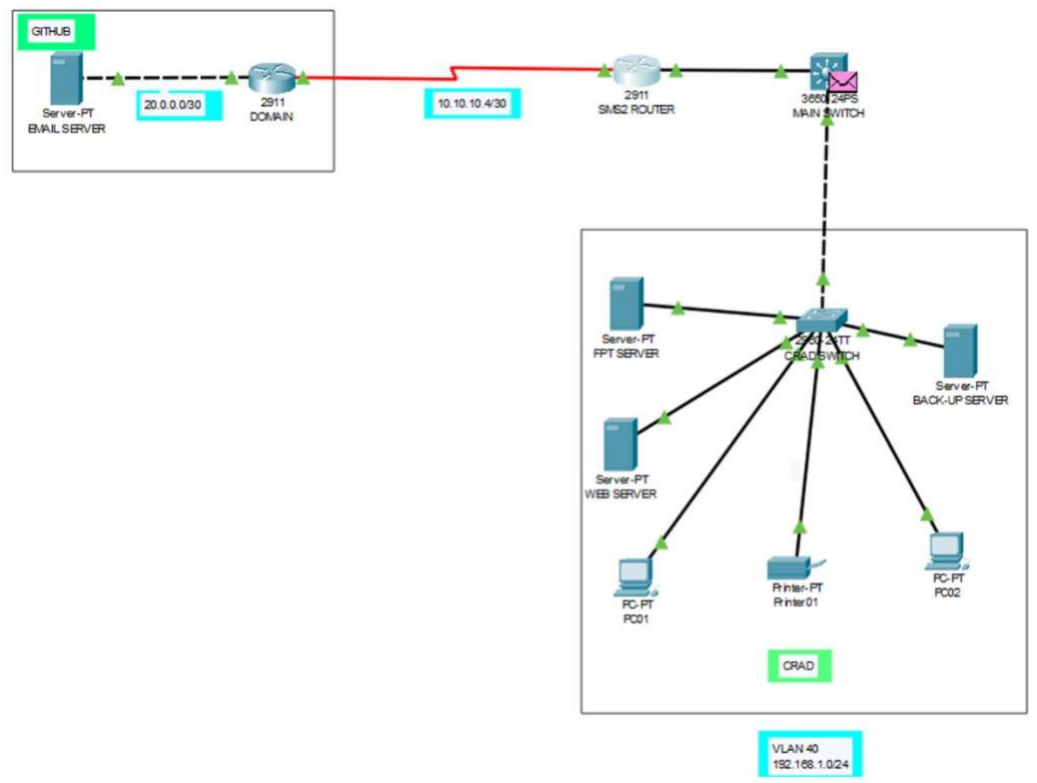 GITHUB
Server-PT
EMAIL SERVER
20.0.0.0/30
2911
DOMAIN
10.10.10.4/30
2911
SMS2 ROUTER
3650-24PS
MAIN SWITCH
Server-PT
FPT SERVER
2950-24TT
CRAD SWITCH
Server-PT
BACK-UP SERVER
Server-PT
WEB SERVER
PC-PT
PC01
Printer-PT
Printer01
PC-PT
PC02
CRAD
VLAN 40
192.168.1.0/24